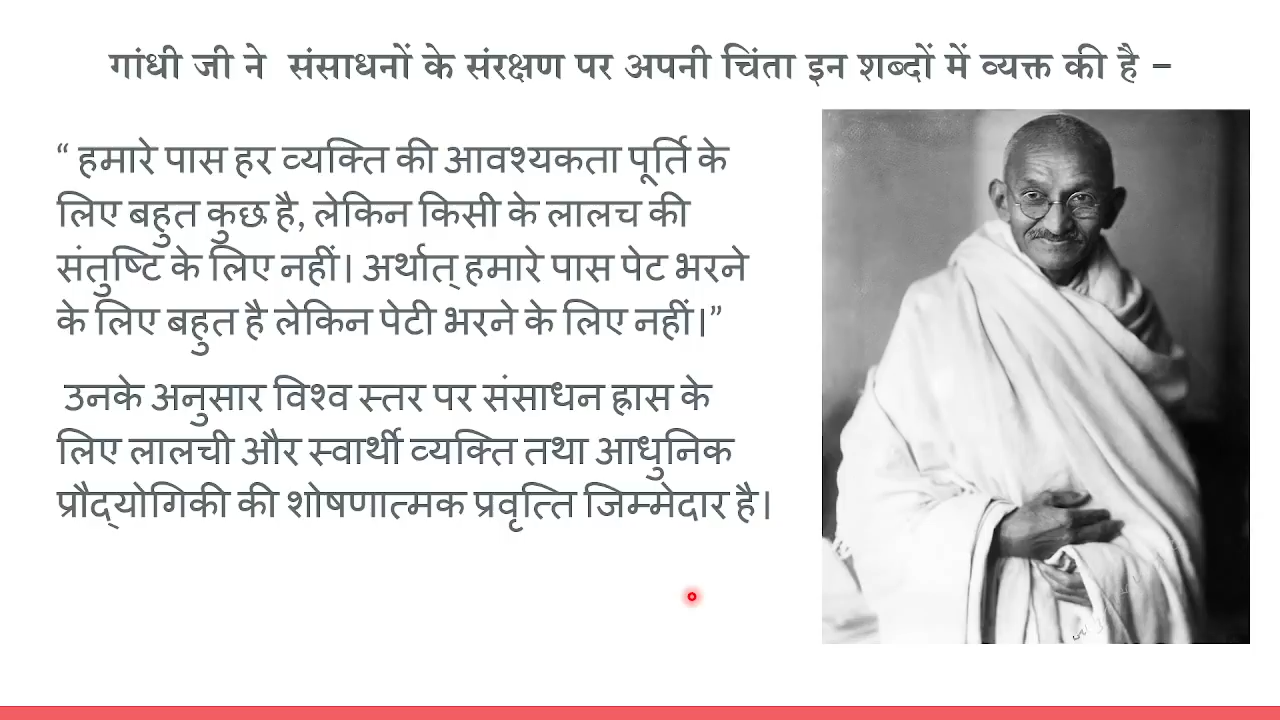 गांधी जी ने संसाधनों के संरक्षण पर अपनी चिंता इन शब्दों में व्यक्त की है –
“ हमारे पास हर व्यक्ति की आवश्यकता पूर्ति के
लिए बहुत कुछ है, लेकिन किसी के लालच की
संतुष्टि के लिए नहीं। अर्थात् हमारे पास पेट भरने
के लिए बहुत है लेकिन पेटी भरने के लिए नहीं।”
उनके अनुसार विश्व स्तर पर संसाधन ह्रास के
लिए लालची और स्वार्थी व्यक्ति तथा आधुनिक
प्रौद्योगिकी की शोषणात्मक प्रवृत्ति जिम्मेदार है।